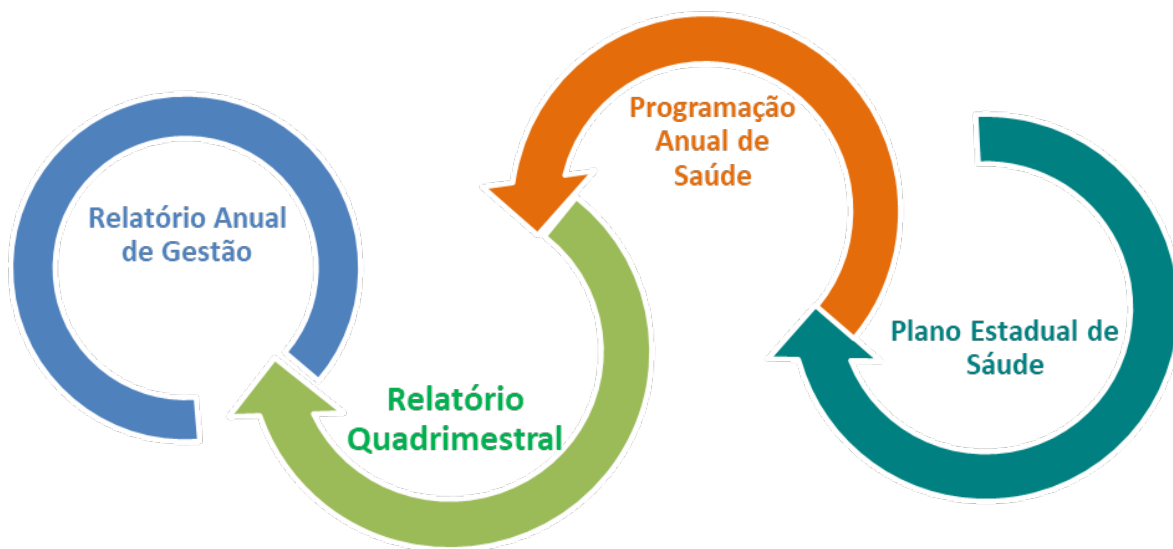 Relatório Anual
de Gestão
Relatório
Quadrimestral
Programação
Anual de
Saúde
Plano Estadual de
Sáude